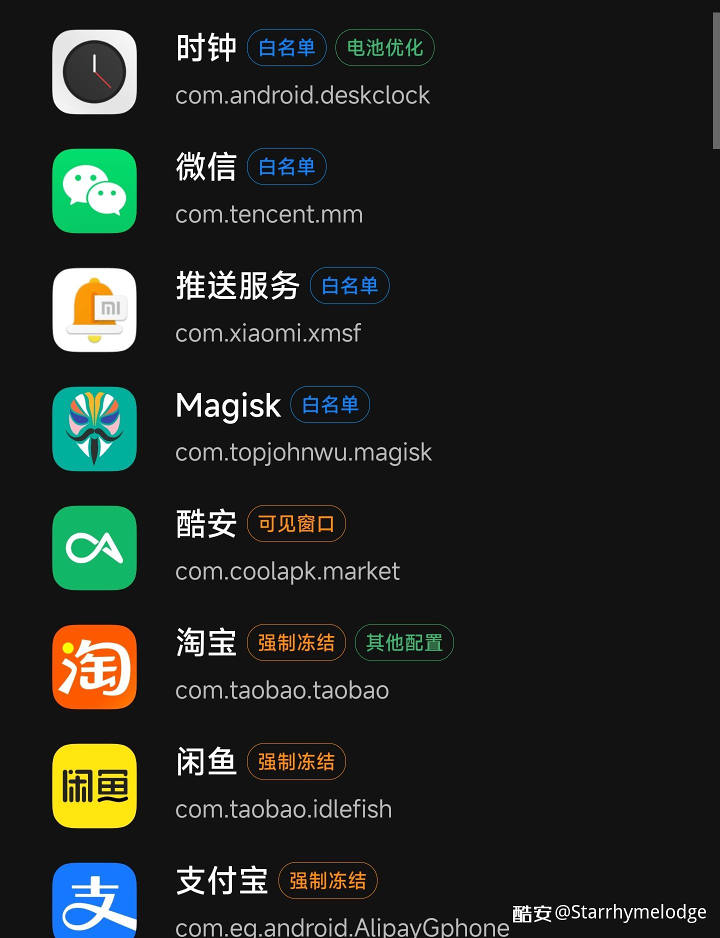 时钟 白名单 电池优化
com.android.deskclock
微信 白名单
com.tencent.mm
推送服务 白名单
com.xiaomi.xmsf
Magisk 白名单
com.topjohnwu.magisk
酷安 可见窗口
com.coolapk.market
淘宝 强制冻结 其他配置
com.taobao.taobao
淘
闲鱼 强制冻结
com.taobao.idlefish
闲鱼
支付宝 强制冻结
com.eg.android.AlipayGphone
支
酷安@Starrhymelodge